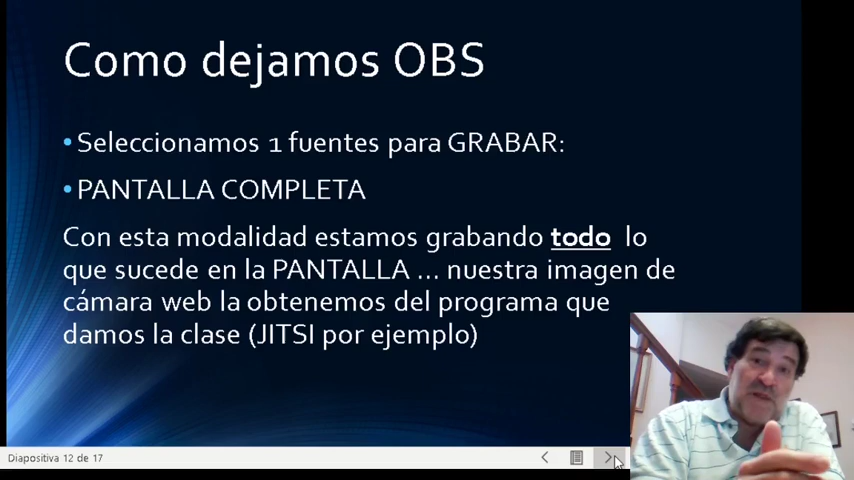 Como dejamos OBS
• Seleccionamos 1 fuentes para GRABAR:
• PANTALLA COMPLETA
Con esta modalidad estamos grabando todo lo
que sucede en la PANTALLA ... nuestra imagen de
cámara web la obtenemos del programa que
damos la clase (JITSI por ejemplo)
Diapositiva 12 de 17